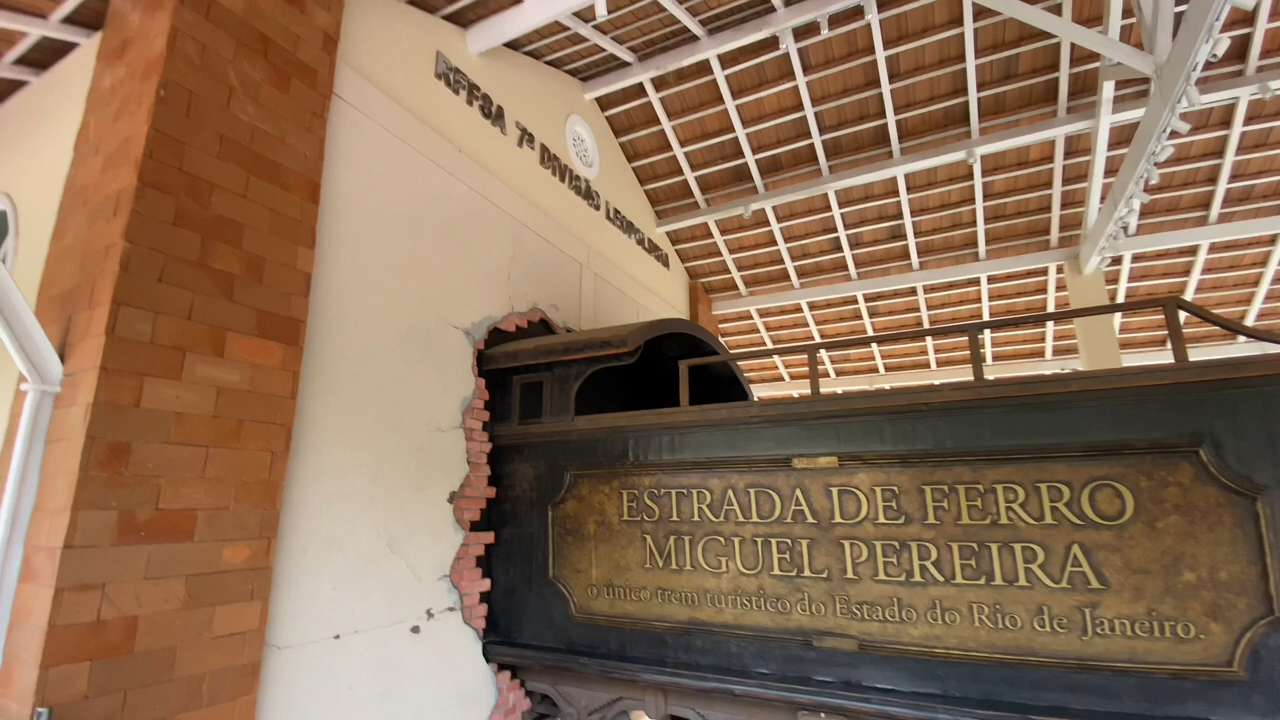 RFFSA 7ª DIVISÃO LEOPOLDINA
ESTRADA DE FERRO
MIGUEL PEREIRA
o único trem turístico do Estado do Rio de Janeiro.